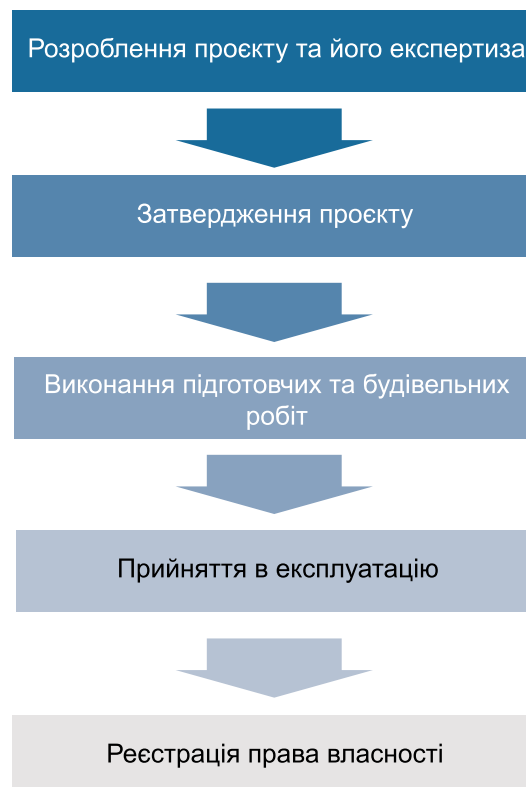 Розроблення проєкту та його експертиза
Затвердження проєкту
Виконання підготовчих та будівельних
робіт
Прийняття в експлуатацію
Реєстрація права власності